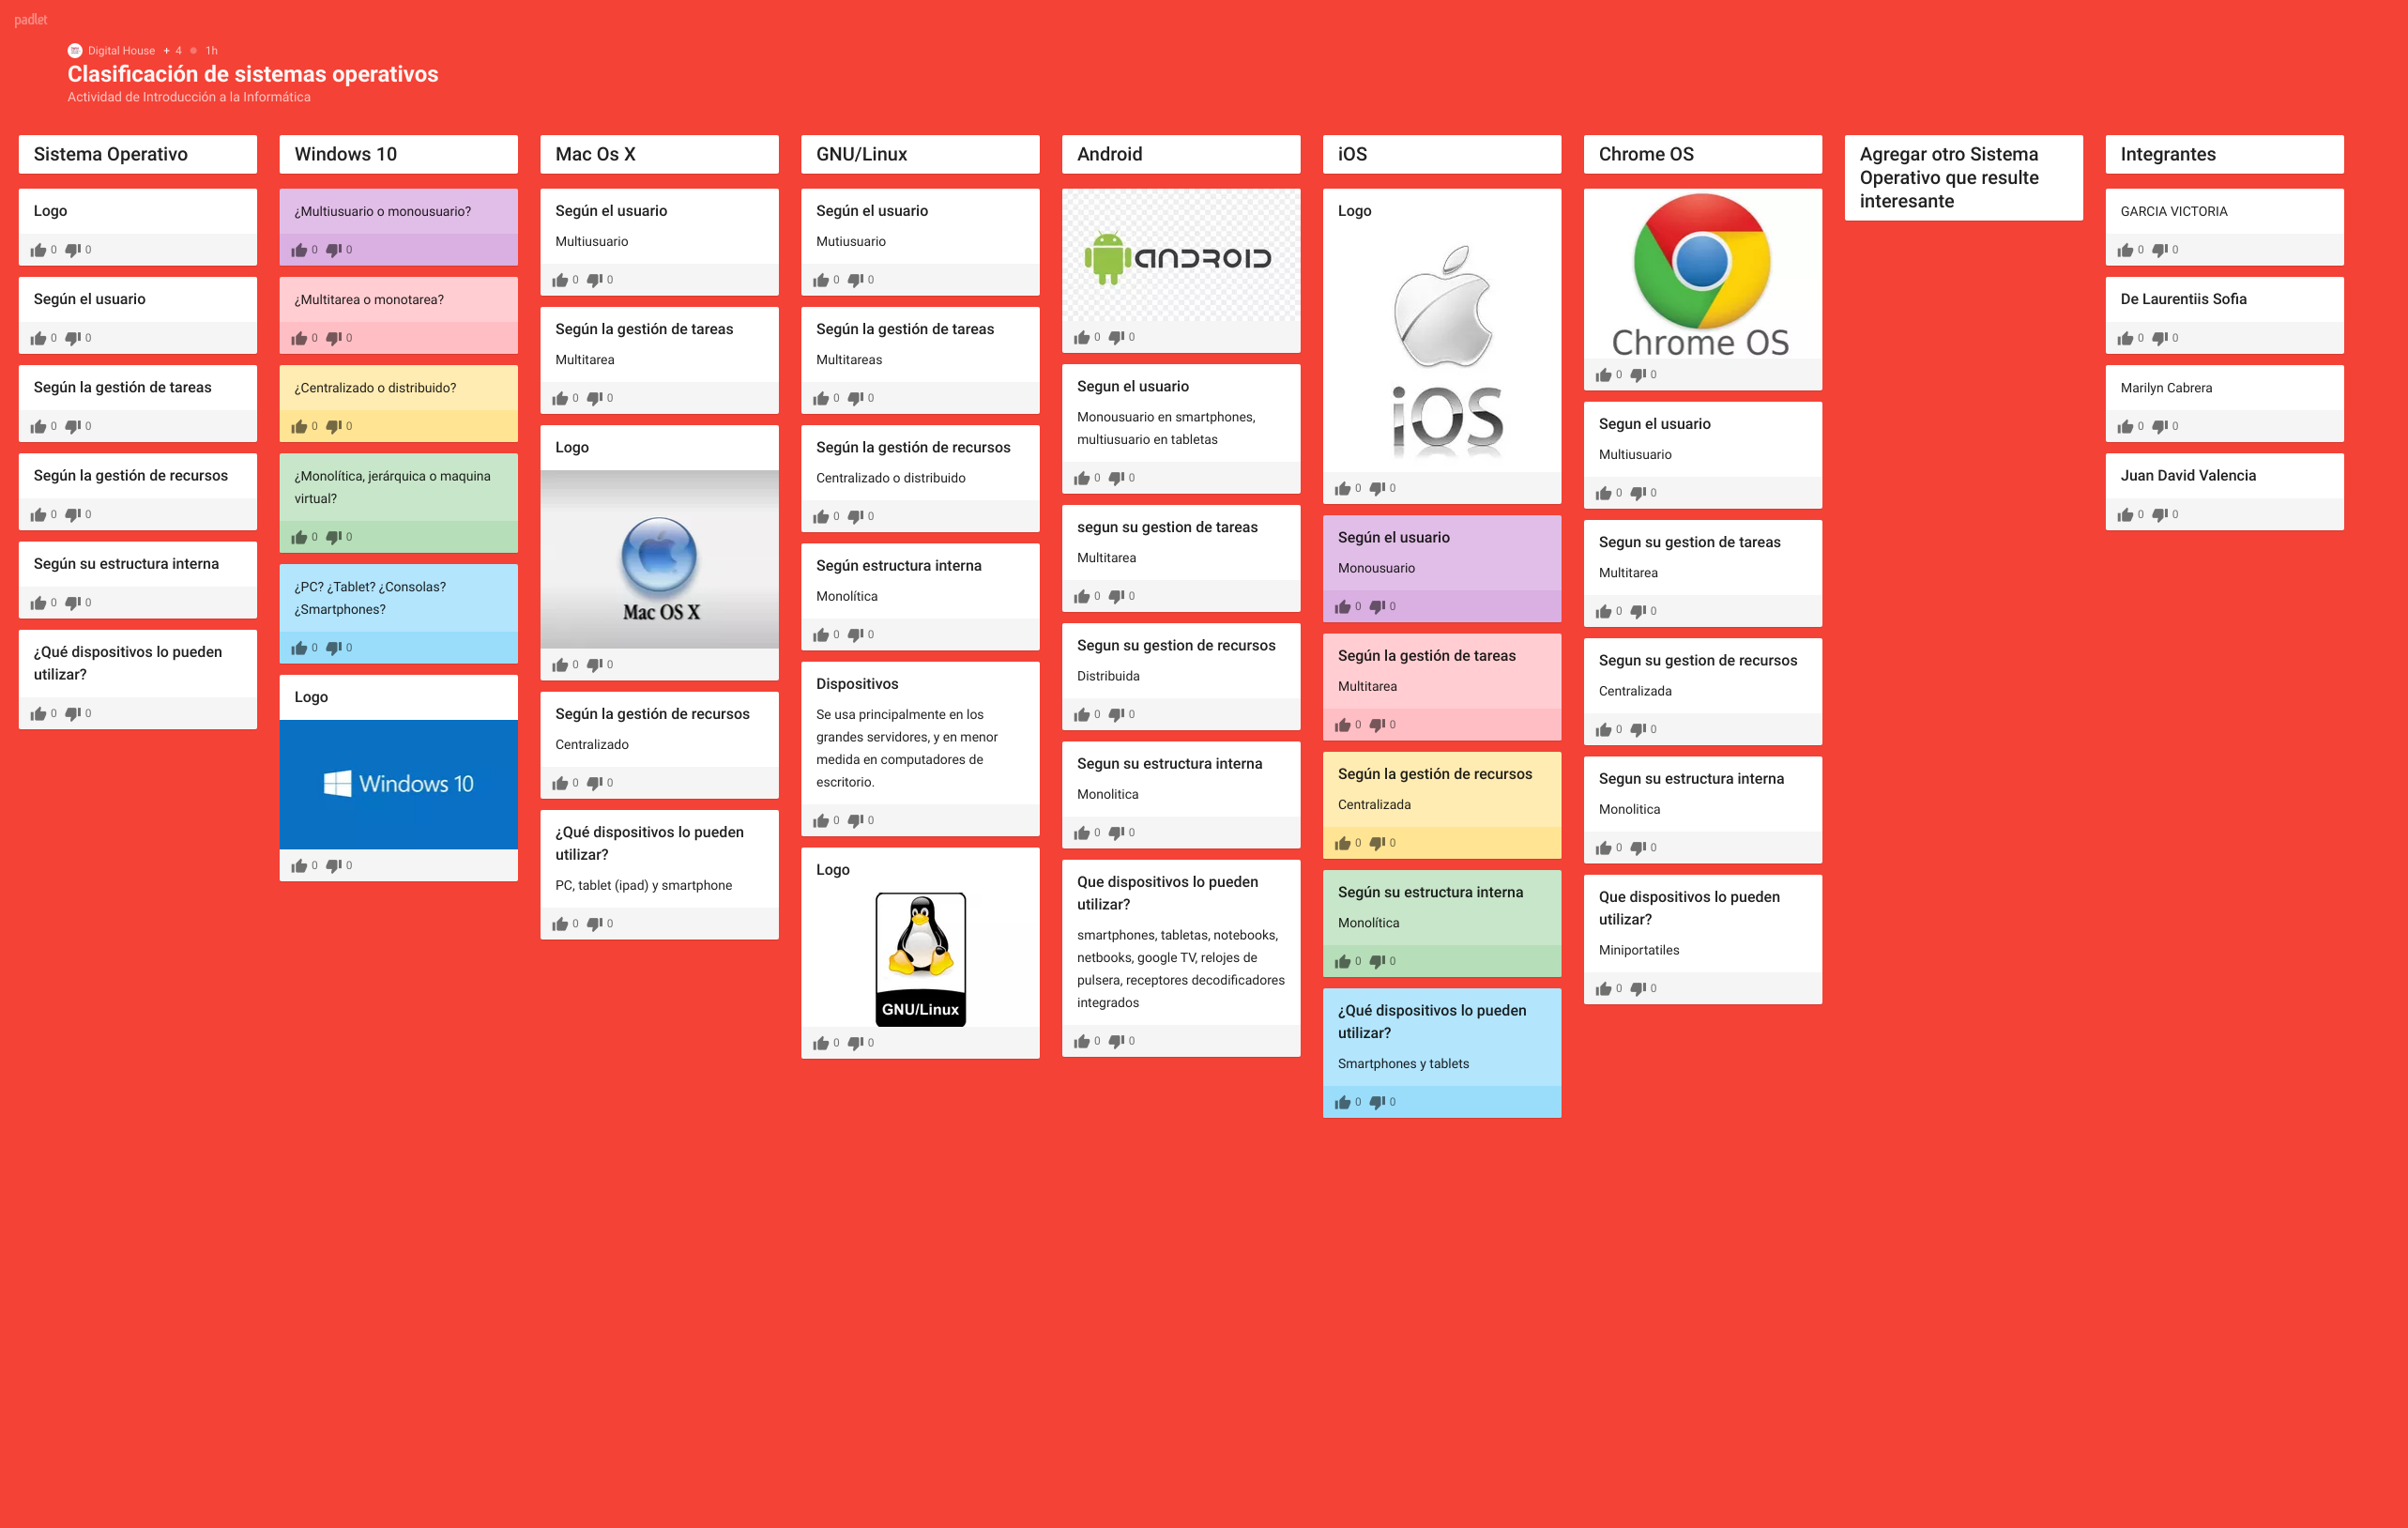 padlet
Digital House + 4 • 1h
Clasificación de sistemas operativos
Actividad de Introducción a la Informática
Sistema Operativo
Logo
0 0
Según el usuario
0 0
Según la gestión de tareas
0 0
Según la gestión de recursos
0 0
Según su estructura interna
0 0
¿Qué dispositivos lo pueden
utilizar?
0 0
Windows 10
¿Multiusuario o monousuario?
0 0
¿Multitarea o monotarea?
0 0
¿Centralizado o distribuido?
0 0
¿Monolítica, jerárquica o maquina
virtual?
0 0
¿PC? ¿Tablet? ¿Consolas?
¿Smartphones?
0 0
Logo
Windows 10
0 0
Mac Os X
Según el usuario
Multiusuario
0 0
Según la gestión de tareas
Multitarea
0 0
Logo
Mac OS X
0 0
Según la gestión de recursos
Centralizado
0 0
¿Qué dispositivos lo pueden
utilizar?
PC, tablet (ipad) y smartphone
0 0
GNU/Linux
Según el usuario
Mutiusuario
0 0
Según la gestión de tareas
Multitareas
0 0
Según la gestión de recursos
Centralizado o distribuido
0 0
Según estructura interna
Monolítica
0 0
Dispositivos
Se usa principalmente en los
grandes servidores, y en menor
medida en computadores de
escritorio.
0 0
Logo
GNU/Linux
0 0
Android
ANDROID
0 0
Segun el usuario
Monousuario en smartphones,
multiusuario en tabletas
0 0
segun su gestion de tareas
Multitarea
0 0
Segun su gestion de recursos
Distribuida
0 0
Segun su estructura interna
Monolitica
0 0
Que dispositivos lo pueden
utilizar?
smartphones, tabletas, notebooks,
netbooks, google TV, relojes de
pulsera, receptores decodificadores
integrados
0 0
iOS
Logo
iOS
0 0
Según el usuario
Monousuario
0 0
Según la gestión de tareas
Multitarea
0 0
Según la gestión de recursos
Centralizada
0 0
Según su estructura interna
Monolítica
0 0
¿Qué dispositivos lo pueden
utilizar?
Smartphones y tablets
0 0
Chrome OS
Chrome OS
0 0
Segun el usuario
Multiusuario
0 0
Segun su gestion de tareas
Multitarea
0 0
Segun su gestion de recursos
Centralizada
0 0
Segun su estructura interna
Monolitica
0 0
Que dispositivos lo pueden
utilizar?
Miniportatiles
0 0
Agregar otro Sistema
Operativo que resulte
interesante
Integrantes
GARCIA VICTORIA
0 0
De Laurentiis Sofia
0 0
Marilyn Cabrera
0 0
Juan David Valencia
0 0